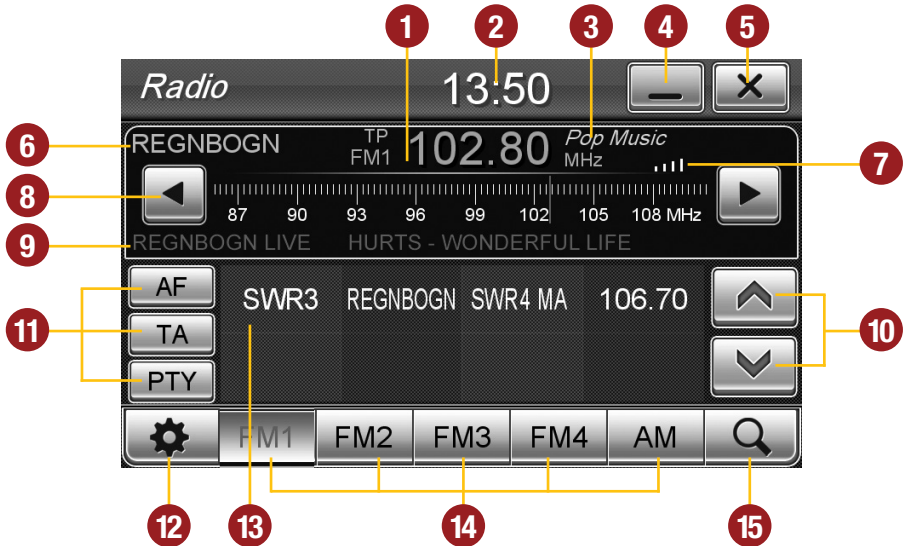 1 2 3 4 5
Radio 13:50
6 REGNBOGN TP FM1 102.80 MHz Pop Music 7
8 87 90 93 96 99 102 105 108 MHz
9 REGNBOGN LIVE HURTS - WONDERFUL LIFE
AF SWR3 REGNBOGN SWR4 MA 106.70
11 TA 10
PTY
FM1 FM2 FM3 FM4 AM
12 13 14 15